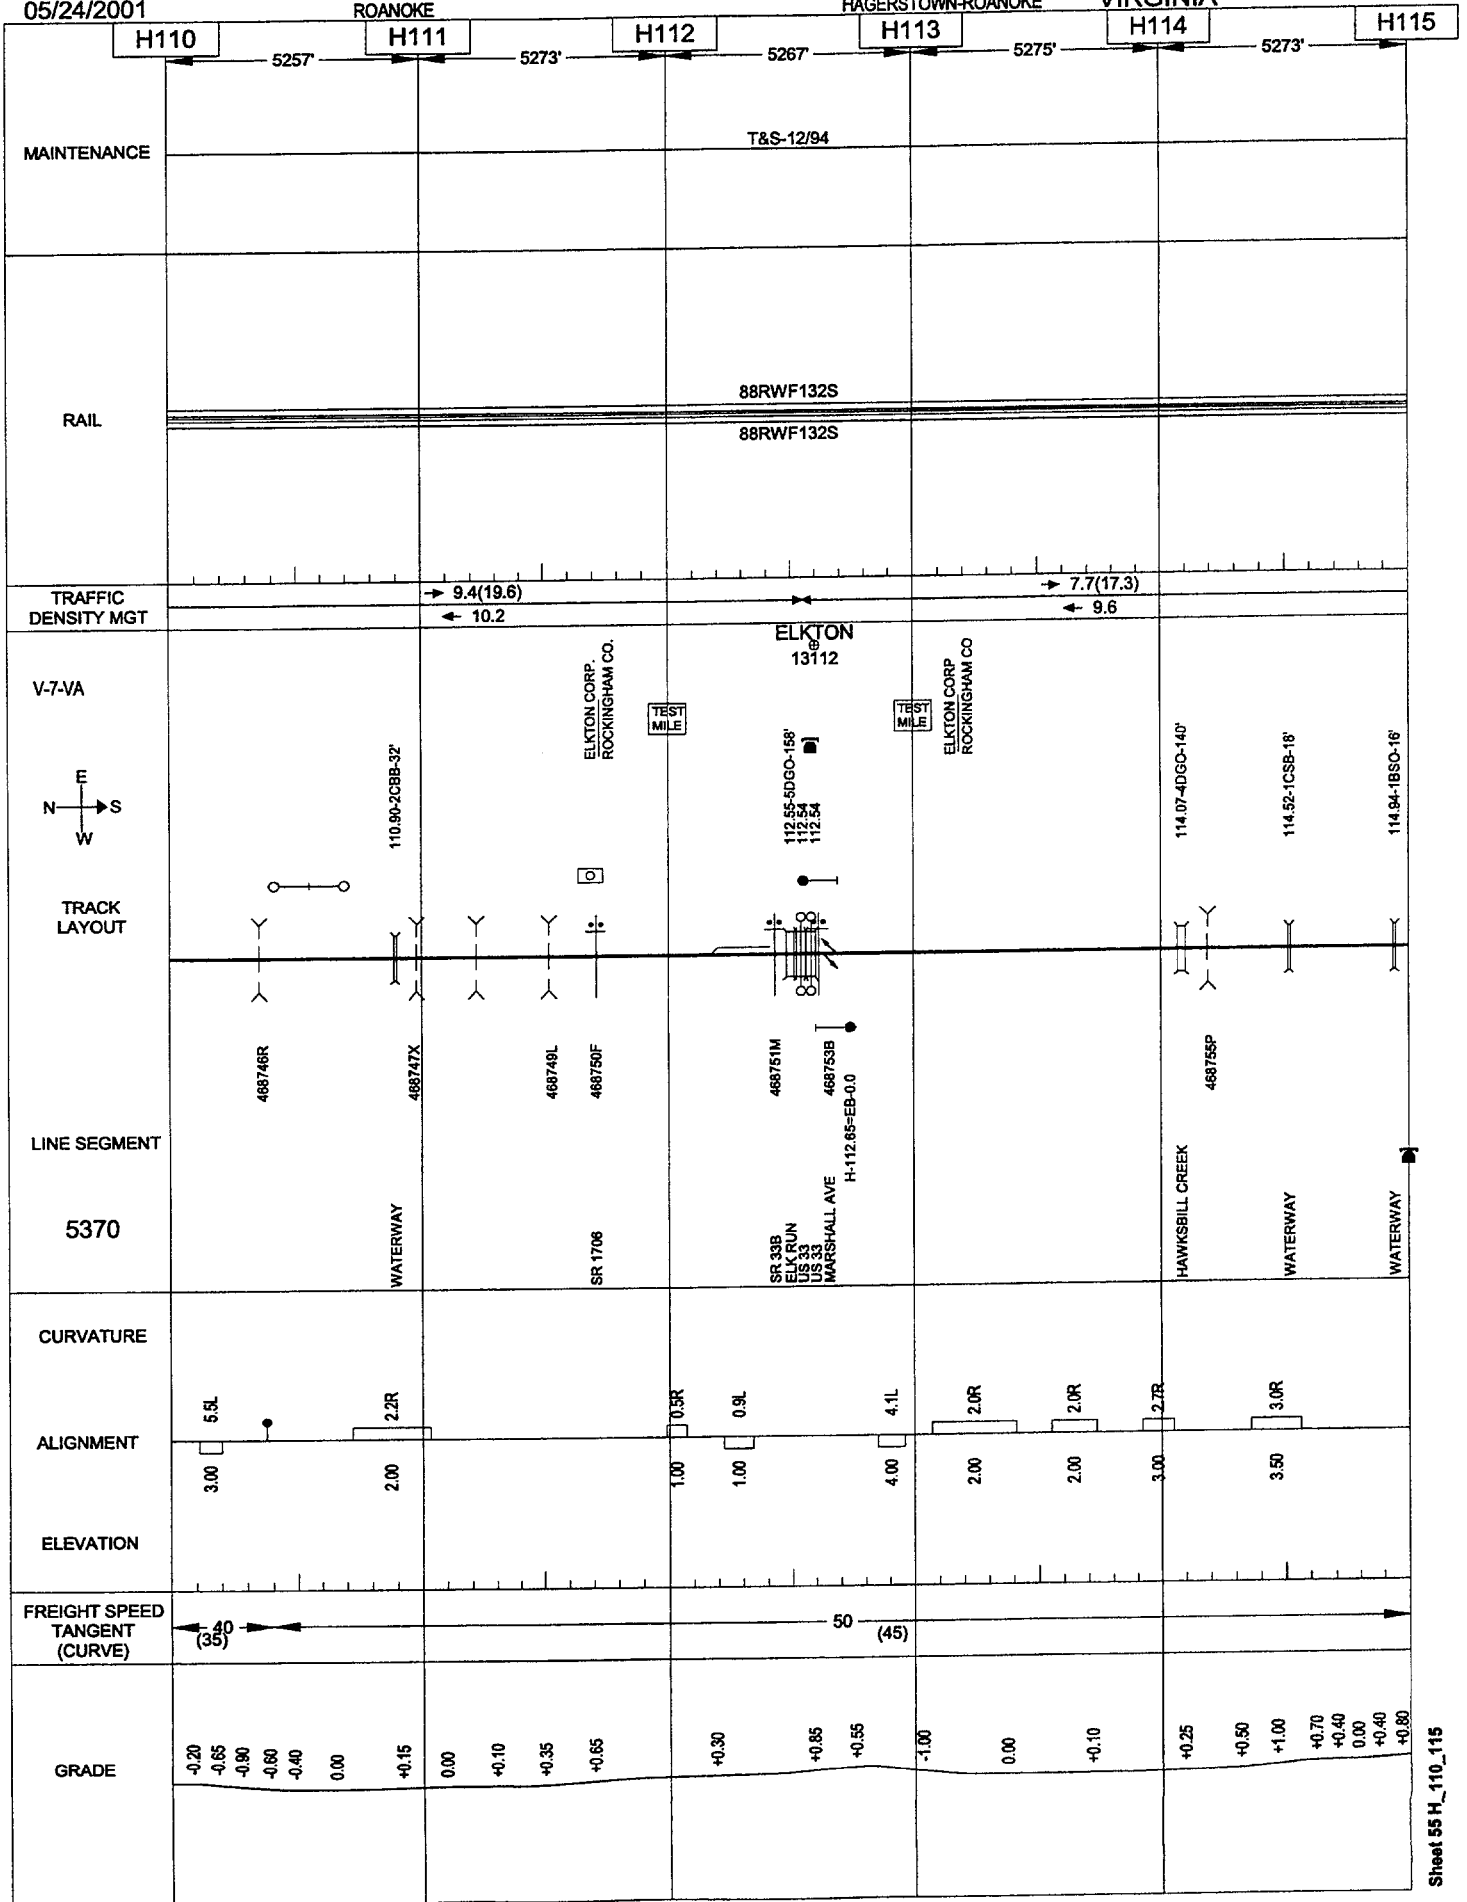 05/24/2001
ROANOKE
HAGERSTOWN-ROANOKE
VIRGINIA
H110
H111
H112
H113
H114
H115
5257'
5273'
5267'
5275'
5273'
MAINTENANCE
T&S-12/94
RAIL
88RWF132S
88RWF132S
TRAFFIC
DENSITY MGT
9.4(19.6)
10.2
7.7(17.3)
9.6
V-7-VA
ELKTON
13112
ELKTON CORP.
ROCKINGHAM CO.
TEST
MILE
TEST
MILE
ELKTON CORP
ROCKINGHAM CO
E
N
S
W
110.90-2CBB-32'
112.55-5DGO-158'
112.54
112.54
114.07-4DGO-140'
114.52-1CSB-18'
114.94-1BSO-16'
TRACK
LAYOUT
468746R
468747X
468749L
468750F
468751M
468753B
H-112.65=EB-0.0
468755P
LINE SEGMENT
5370
WATERWAY
SR 1706
SR 33B
ELK RUN
US 33
US 33
MARSHALL AVE
HAWKSBILL CREEK
WATERWAY
WATERWAY
CURVATURE
5.5L
2.2R
0.5R
0.9L
4.1L
2.0R
2.0R
2.7R
3.0R
ALIGNMENT
3.00
2.00
1.00
1.00
4.00
2.00
2.00
3.00
3.50
ELEVATION
FREIGHT SPEED
TANGENT
(CURVE)
40
(35)
50
(45)
GRADE
-0.20
-0.65
-0.90
-0.60
-0.40
0.00
+0.15
0.00
+0.10
+0.35
+0.65
+0.30
+0.85
+0.55
-1.00
0.00
+0.10
+0.25
+0.50
+1.00
+0.70
+0.40
0.00
+0.40
+0.80
Sheet 55 H_110_115